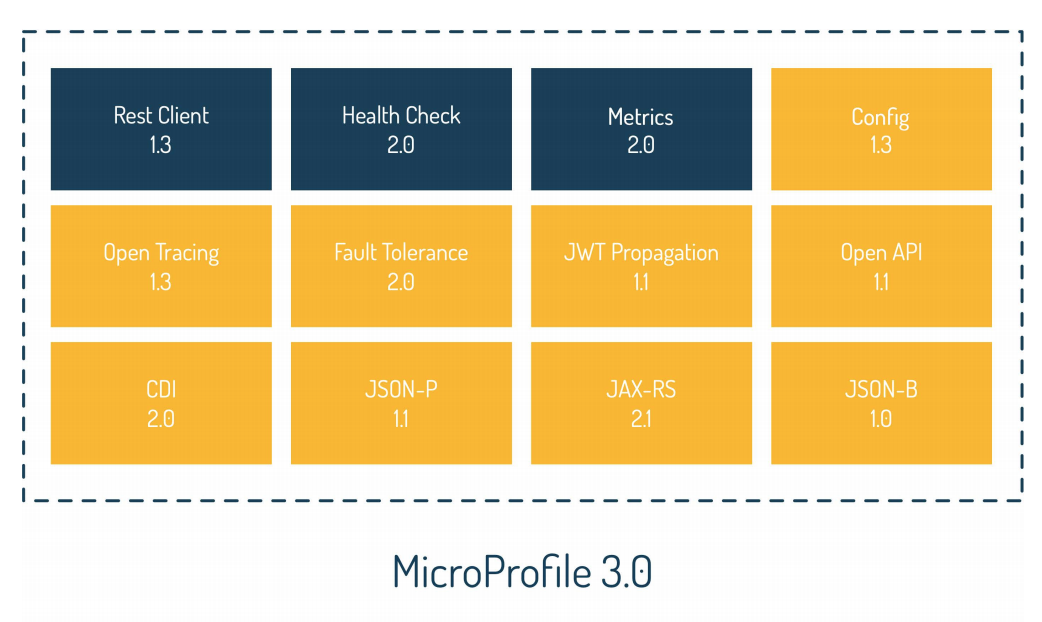 Rest Client
1.3
Health Check
2.0
Metrics
2.0
Config
1.3
Open Tracing
1.3
Fault Tolerance
2.0
JWT Propagation
1.1
Open API
1.1
CDI
2.0
JSON-P
1.1
JAX-RS
2.1
JSON-B
1.0
MicroProfile 3.0